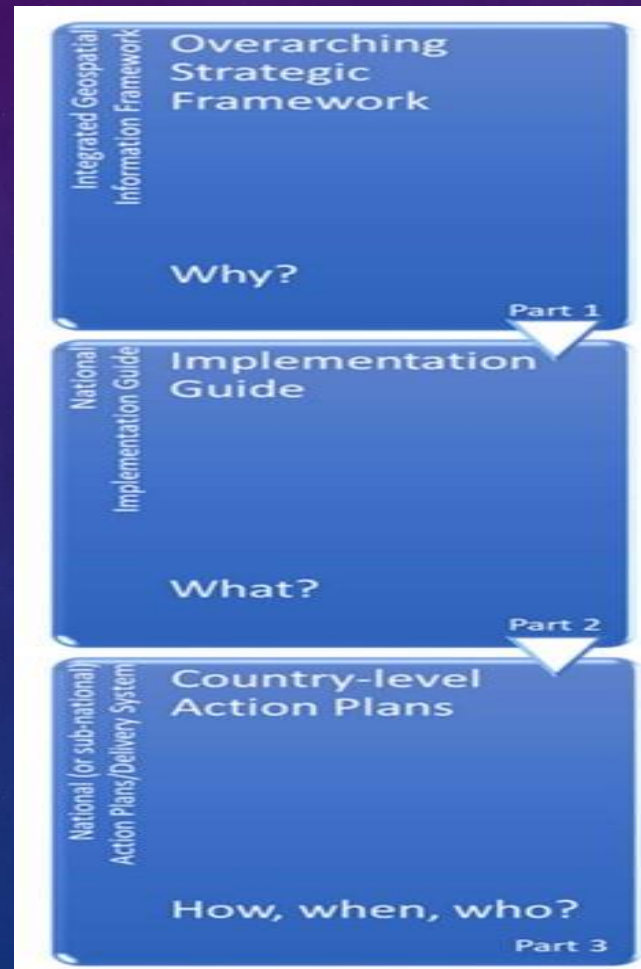 Integrated Geospatial
Information Framework
Overarching
Strategic
Framework
Why?
Part 1
National
Implementation Guide
Implementation
Guide
What?
Part 2
National (or sub-national)
Action Plans/Delivery System
Country-level
Action Plans
How, when, who?
Part 3